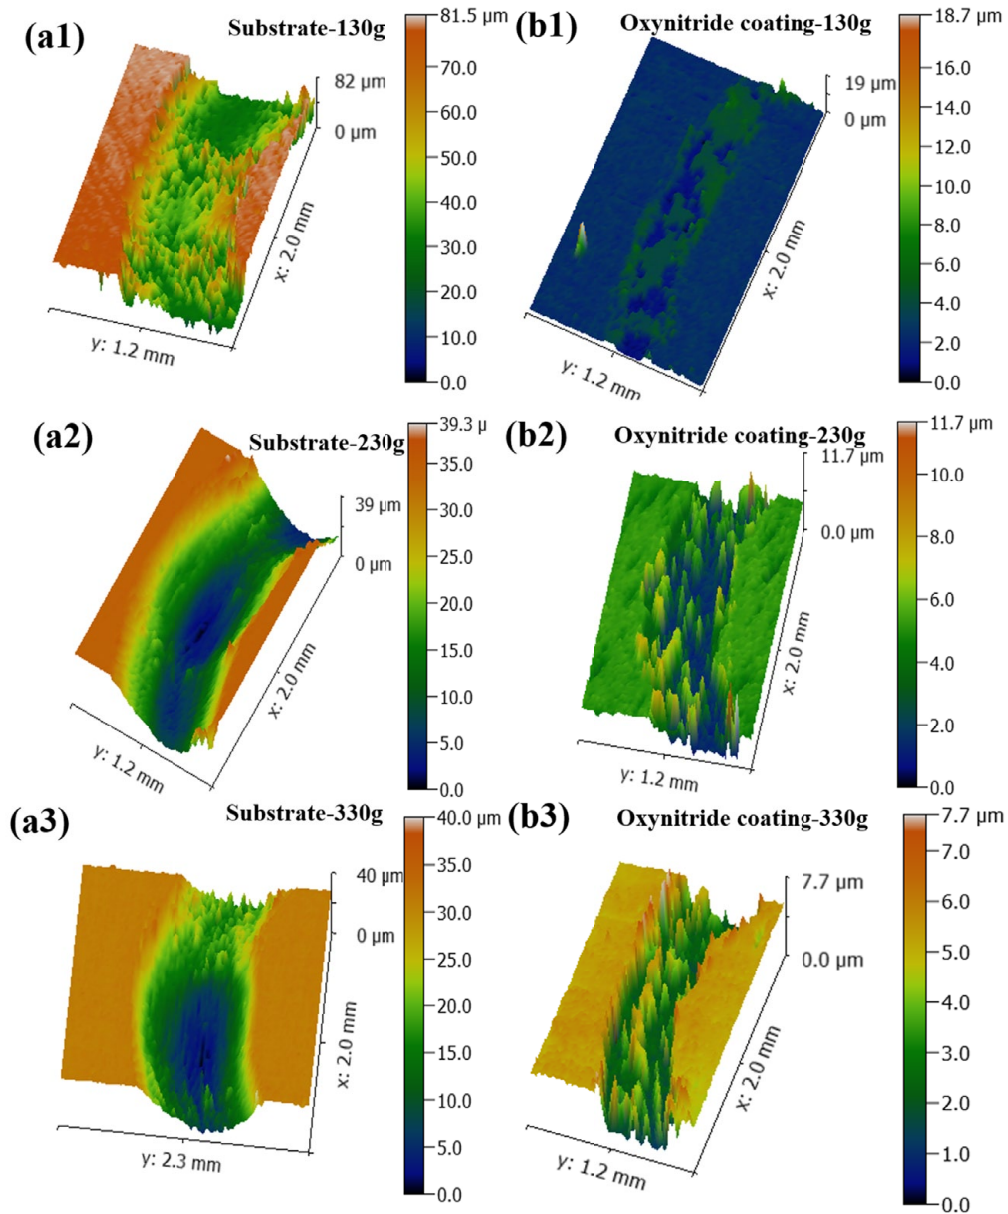 (a1)
Substrate-130g
82 µm
0 µm
x: 2.0 mm
y: 1.2 mm
81.5 µm
70.0
60.0
50.0
40.0
30.0
20.0
10.0
0.0
(b1)
Oxynitride coating-130g
19 µm
0 µm
x: 2.0 mm
y: 1.2 mm
18.7 µm
16.0
14.0
12.0
10.0
8.0
6.0
4.0
2.0
0.0
(a2)
Substrate-230g
39 µm
0 µm
x: 2.0 mm
y: 1.2 mm
39.3 µ
35.0
30.0
25.0
20.0
15.0
10.0
5.0
0.0
(b2)
Oxynitride coating-230g
11.7 µm
0.0 µm
x: 2.0 mm
y: 1.2 mm
11.7 µm
10.0
8.0
6.0
4.0
2.0
0.0
(a3)
Substrate-330g
40 µm
0 µm
x: 2.0 mm
y: 2.3 mm
40.0 µm
35.0
30.0
25.0
20.0
15.0
10.0
5.0
0.0
(b3)
Oxynitride coating-330g
7.7 µm
0.0 µm
x: 2.0 mm
y: 1.2 mm
7.7 µm
7.0
6.0
5.0
4.0
3.0
2.0
1.0
0.0